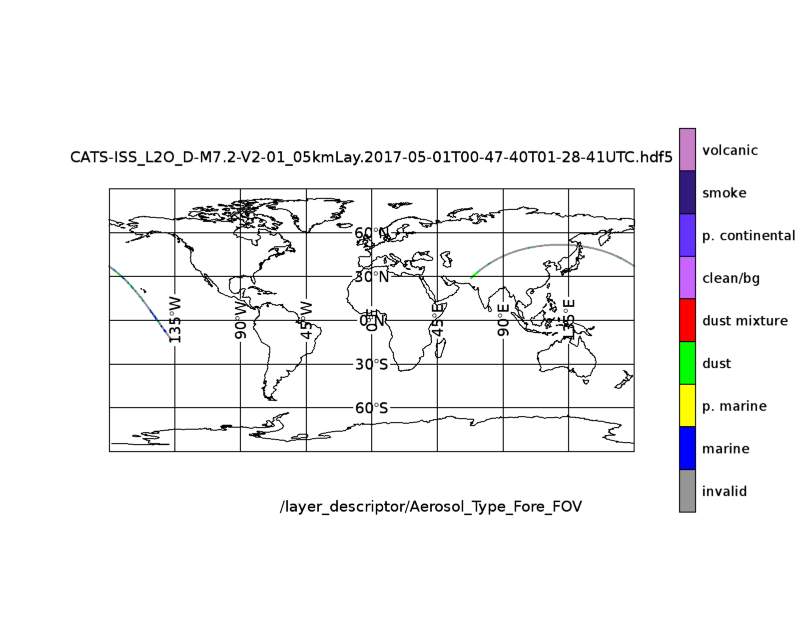 CATS-ISS_L2O_D-M7.2-V2-01_05kmLay.2017-05-01T00-47-40T01-28-41UTC.hdf5
volcanic
smoke
p. continental
clean/bg
dust mixture
dust
p. marine
marine
invalid
60°N
30°N
0°N
30°S
60°S
135°W
90°W
45°W
0°E
45°E
90°E
135°E
/layer_descriptor/Aerosol_Type_Fore_FOV